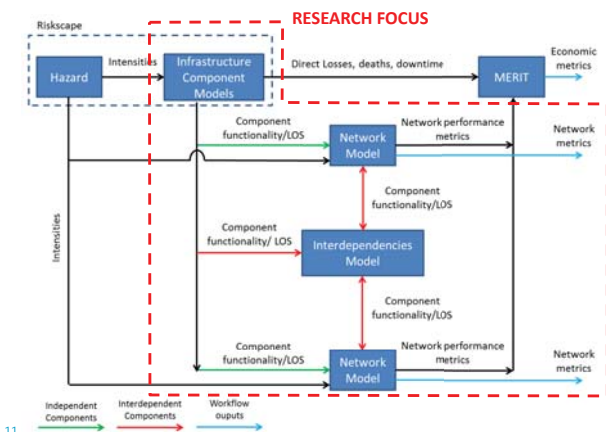 RESEARCH FOCUS
Riskscape
Economic
metrics
Hazard
Intensities
Infrastructure
Component
Models
Direct Losses, deaths, downtime
MERIT
Component
functionality/LOS
Network
Model
Network performance
metrics
Network
metrics
Component
functionality/LOS
Intensities
Component
functionality/ LOS
Interdependencies
Model
Component
functionality/LOS
Component
functionality/LOS
Network
Model
Network performance
metrics
Network
metrics
11
Independent
Components
Interdependent
Components
Workflow
ouputs